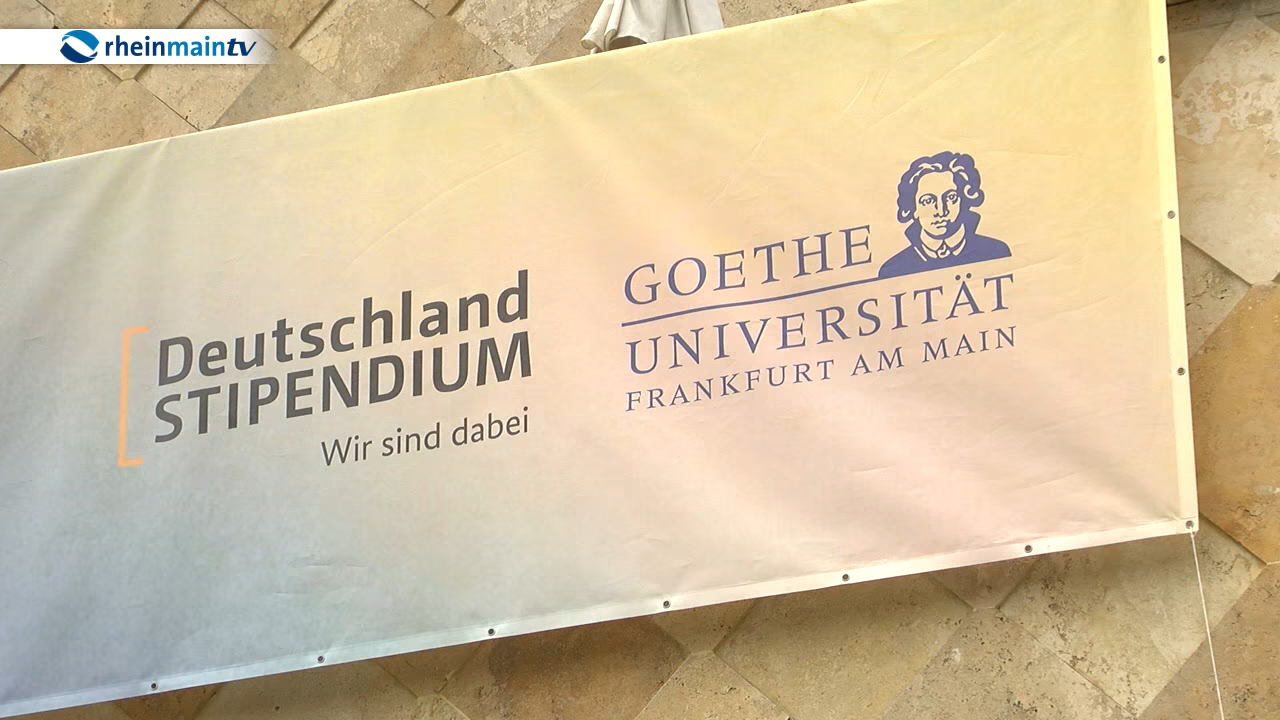 rheinmaintv
Deutschland
STIPENDIUM
Wir sind dabei
GOETHE
UNIVERSITÄT
FRANKFURT AM MAIN